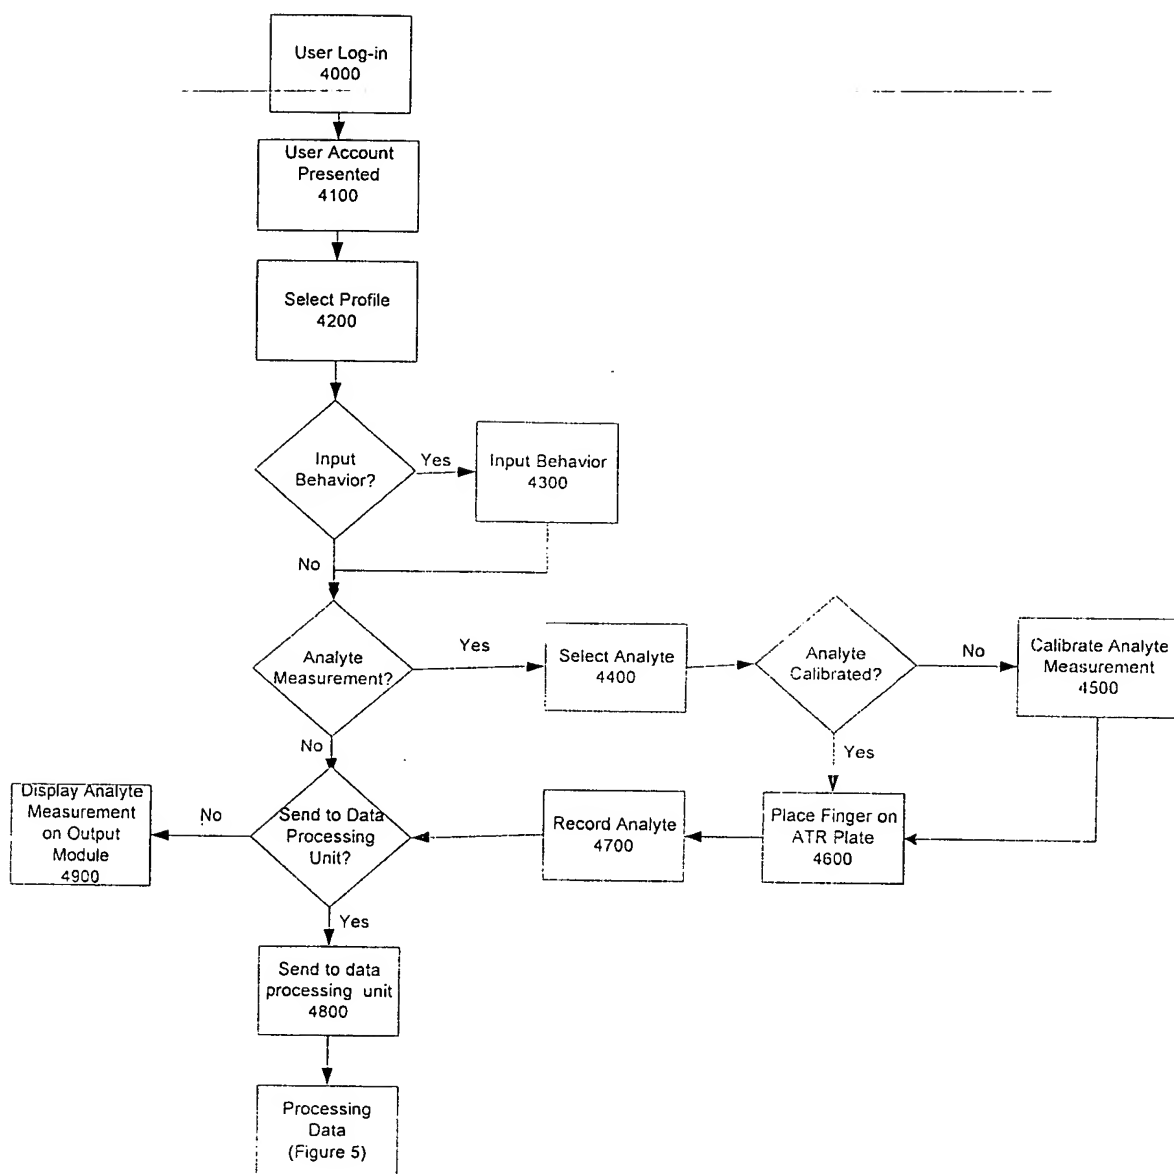 User Log-in
4000
User Account
Presented
4100
Select Profile
4200
Input
Behavior?
Yes
Input Behavior
4300
No
Analyte
Measurement?
Yes
Select Analyte
4400
Analyte
Calibrated?
No
Calibrate Analyte
Measurement
4500
No
Yes
Display Analyte
Measurement
on Output
Module
4900
No
Send to Data
Processing
Unit?
Record Analyte
4700
Place Finger on
ATR Plate
4600
Yes
Send to data
processing unit
4800
Processing
Data
(Figure 5)